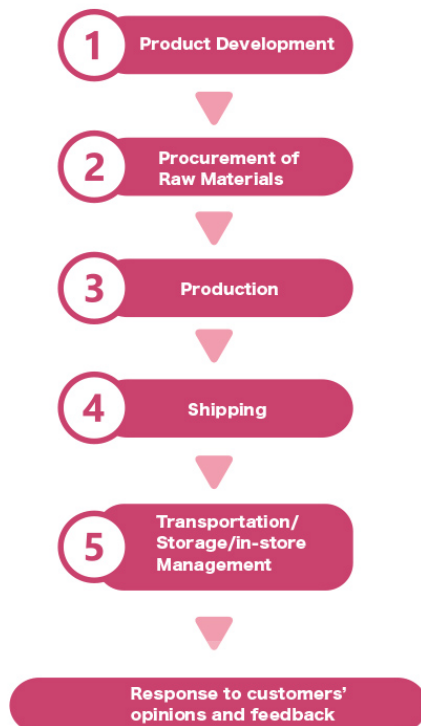 1 Product Development
2 Procurement of
Raw Materials
3 Production
4 Shipping
5 Transportation/
Storage/in-store
Management
Response to customers'
opinions and feedback